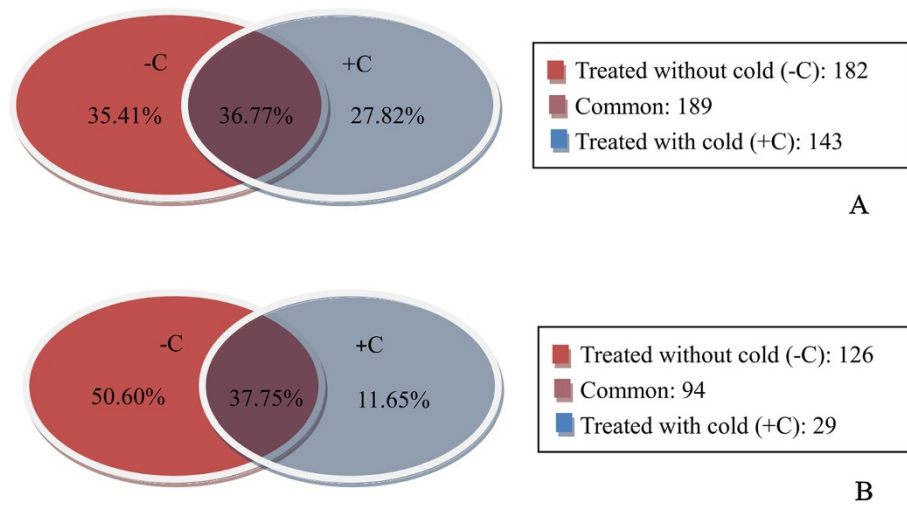 -C
+C
35.41%
36.77%
27.82%
Treated without cold (-C): 182
Common: 189
Treated with cold (+C): 143
A
-C
+C
50.60%
37.75%
11.65%
Treated without cold (-C): 126
Common: 94
Treated with cold (+C): 29
B